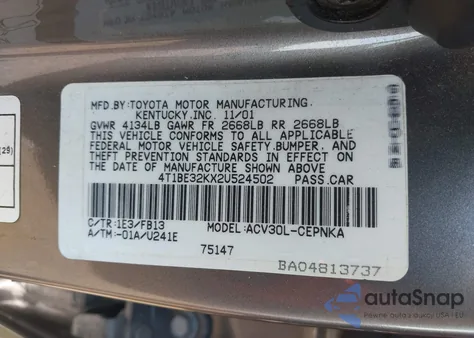 MFD.BY:TOYOTA MOTOR MANUFACTURING.
KENTUCKY,INC. 11/01
GVWR 4134LB GAWR FR 2668LB RR 2668LB
THIS VEHICLE CONFORMS TO ALL APPLICABLE
FEDERAL MOTOR VEHICLE SAFETY,BUMPER, AND
THEFT PREVENTION STANDARDS IN EFFECT ON
THE DATE OF MANUFACTURE SHOWN ABOVE.
4T1BE32KX2U524502 PASS.CAR
C/TR:1E3/FB13 MODEL:ACV30L-CEPNKA
A/TM:-01A/U241E
75147
BA04813737
(29)
autoSnap